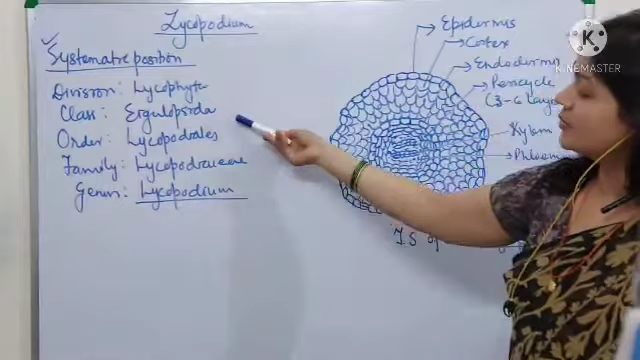 Lycopodium
Systematic position
Division: Lycophyta
Class: Ergulopsida
Order: Lycopodiales
Family: Lycopodiaceae
Genus: Lycopodium
Epidermis
Cortex
Endodermis
Pericycle
(3-6 layer
Xylem
Phloem
T.S of
K
KINEMASTER